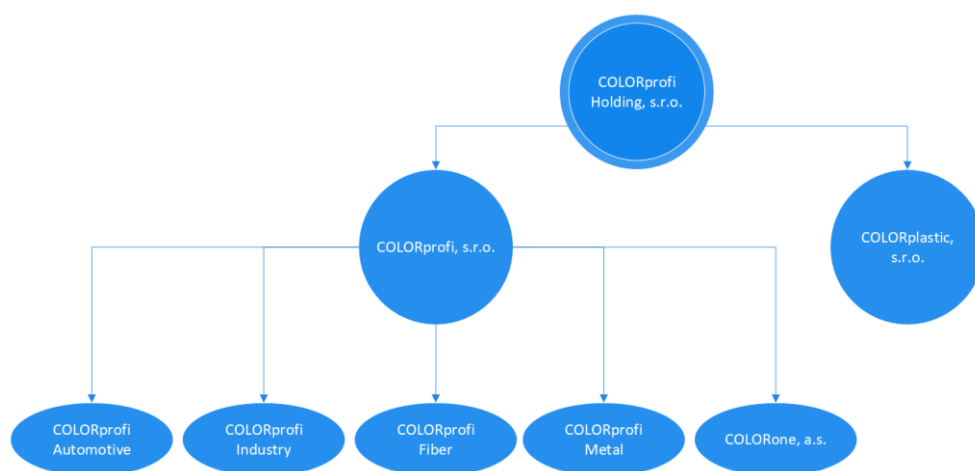 COLORprofi
Holding, s.r.o.
COLORprofi, s.r.o.
COLORplastic,
s.r.o.
COLORprofi
Automotive
COLORprofi
Industry
COLORprofi
Fiber
COLORprofi
Metal
COLORone, a.s.